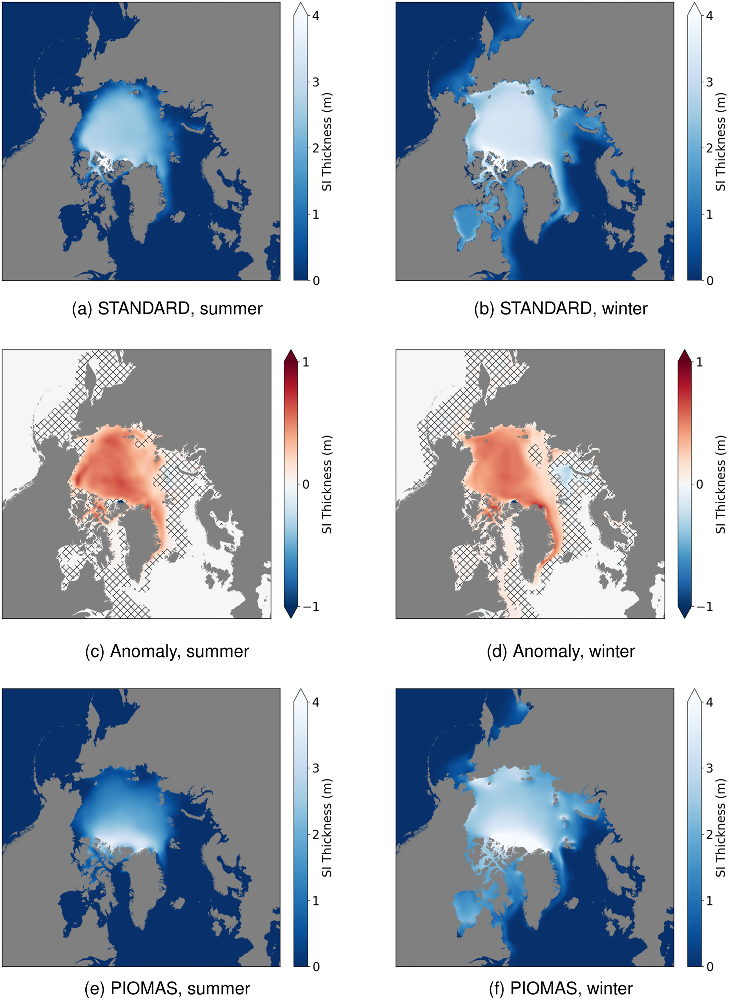 4
3
2
1
0
SI Thickness (m)
4
3
2
1
0
SI Thickness (m)
(a) STANDARD, summer
(b) STANDARD, winter
1
0
−1
SI Thickness (m)
1
0
−1
SI Thickness (m)
(c) Anomaly, summer
(d) Anomaly, winter
4
3
2
1
0
SI Thickness (m)
4
3
2
1
0
SI Thickness (m)
(e) PIOMAS, summer
(f) PIOMAS, winter